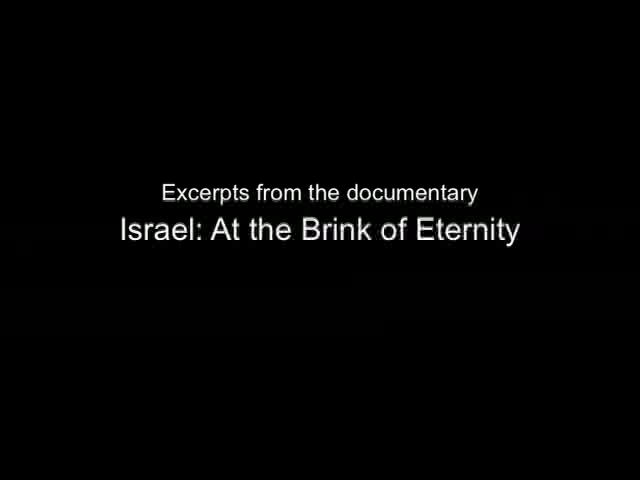 Excerpts from the documentary
Israel: At the Brink of Eternity